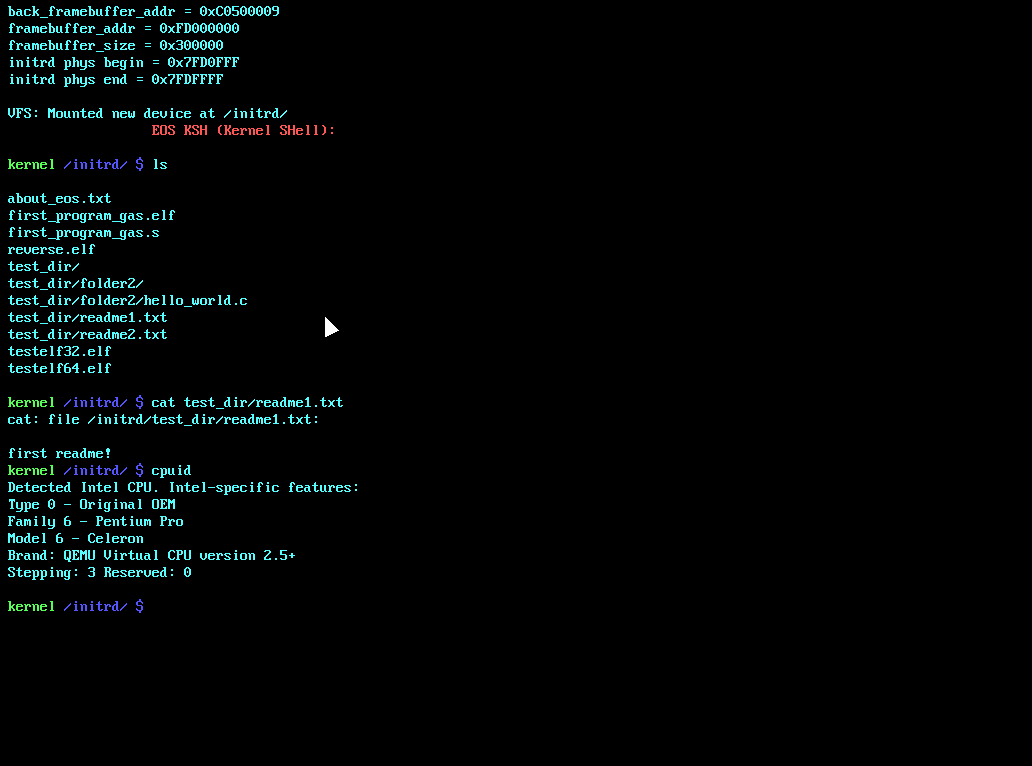 back_framebuffer_addr = 0xC0500009
framebuffer_addr = 0xFD000000
framebuffer_size = 0x300000
initrd phys begin = 0x7FD0FFF
initrd phys end = 0x7FDFFFF
VFS: Mounted new device at /initrd/
EOS KSH (Kernel SHell):
kernel /initrd/ $ ls
about_eos.txt
first_program_gas.elf
first_program_gas.s
reverse.elf
test_dir/
test_dir/folder2/
test_dir/folder2/hello_world.c
test_dir/readme1.txt
test_dir/readme2.txt
testelf32.elf
testelf64.elf
kernel /initrd/ $ cat test_dir/readme1.txt
cat: file /initrd/test_dir/readme1.txt:
first readme!
kernel /initrd/ $ cpuid
Detected Intel CPU. Intel-specific features:
Type 0 - Original OEM
Family 6 - Pentium Pro
Model 6 - Celeron
Brand: QEMU Virtual CPU version 2.5+
Stepping: 3 Reserved: 0
kernel /initrd/ $